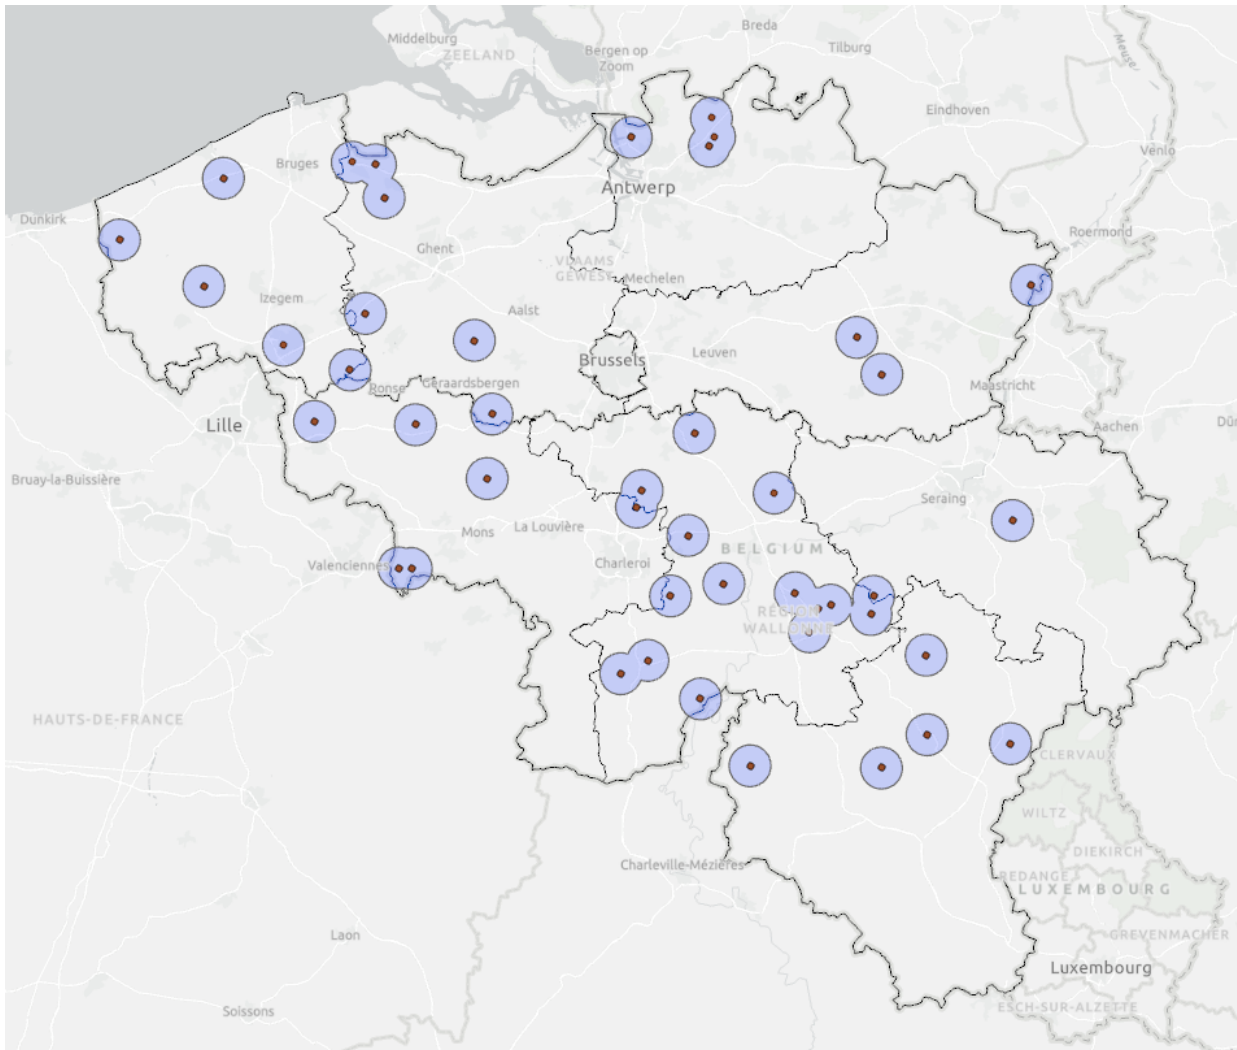 Breda
Middelburg
Tilburg
Bergen op
Zoom
ZEELAND
Meuse
Eindhoven
Venlo
Bruges
Antwerp
Dunkirk
Roermond
Ghent
VLAAMS
GEWEST
Mechelen
Izegem
Aalst
Brussels
Leuven
Ronse
Geraardsbergen
Maastricht
Lille
Aachen
Bruay-la-Buissière
Seraing
La Louvière
Mons
BELGIUM
Valenciennes
Charleroi
RÉGION
WALLONNE
HAUTS-DE-FRANCE
CLERVAUX
WILTZ
DIEKIRCH
Charleville-Mézières
REDANGE
LUXEMBOURG
Laon
GREVENMACHER
Luxembourg
Soissons
ESCH-SUR-ALZETTE